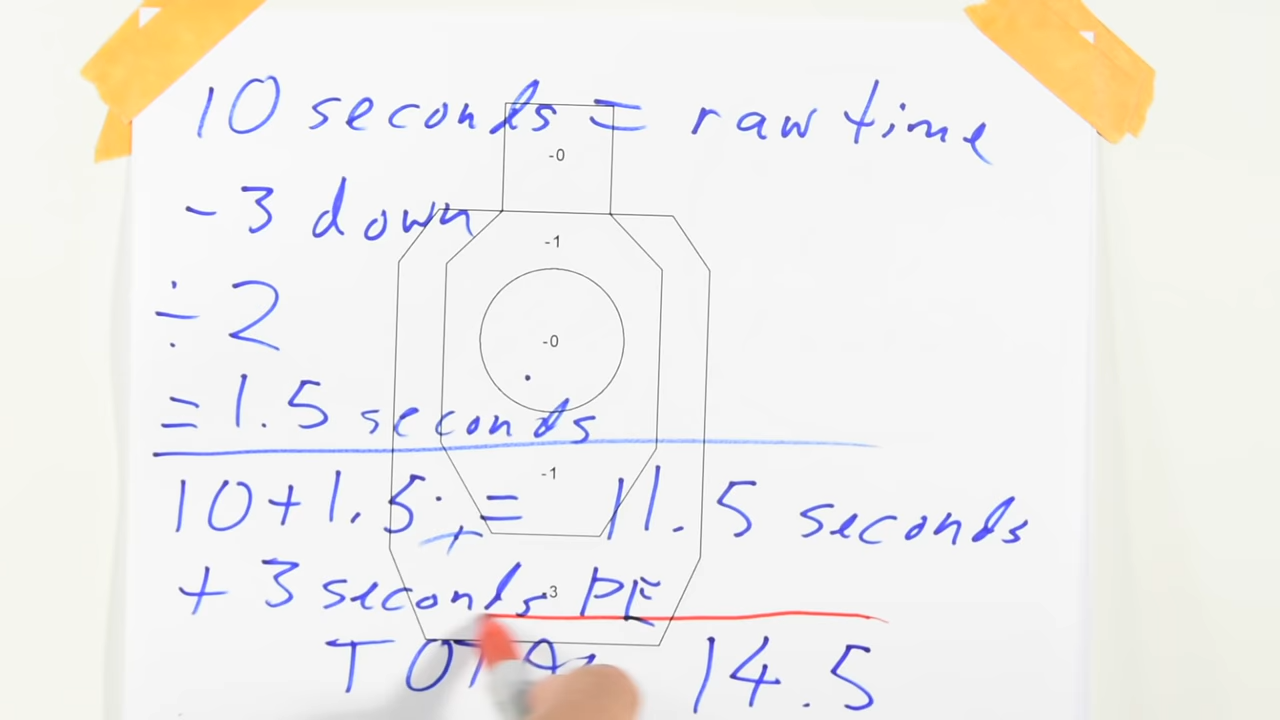 10 seconds = raw time
-0
- 3 down
-1
÷ 2
-0
= 1.5 seconds
-1
10 + 1.5 = 11.5 seconds
+ 3 seconds PE
-3
14.5